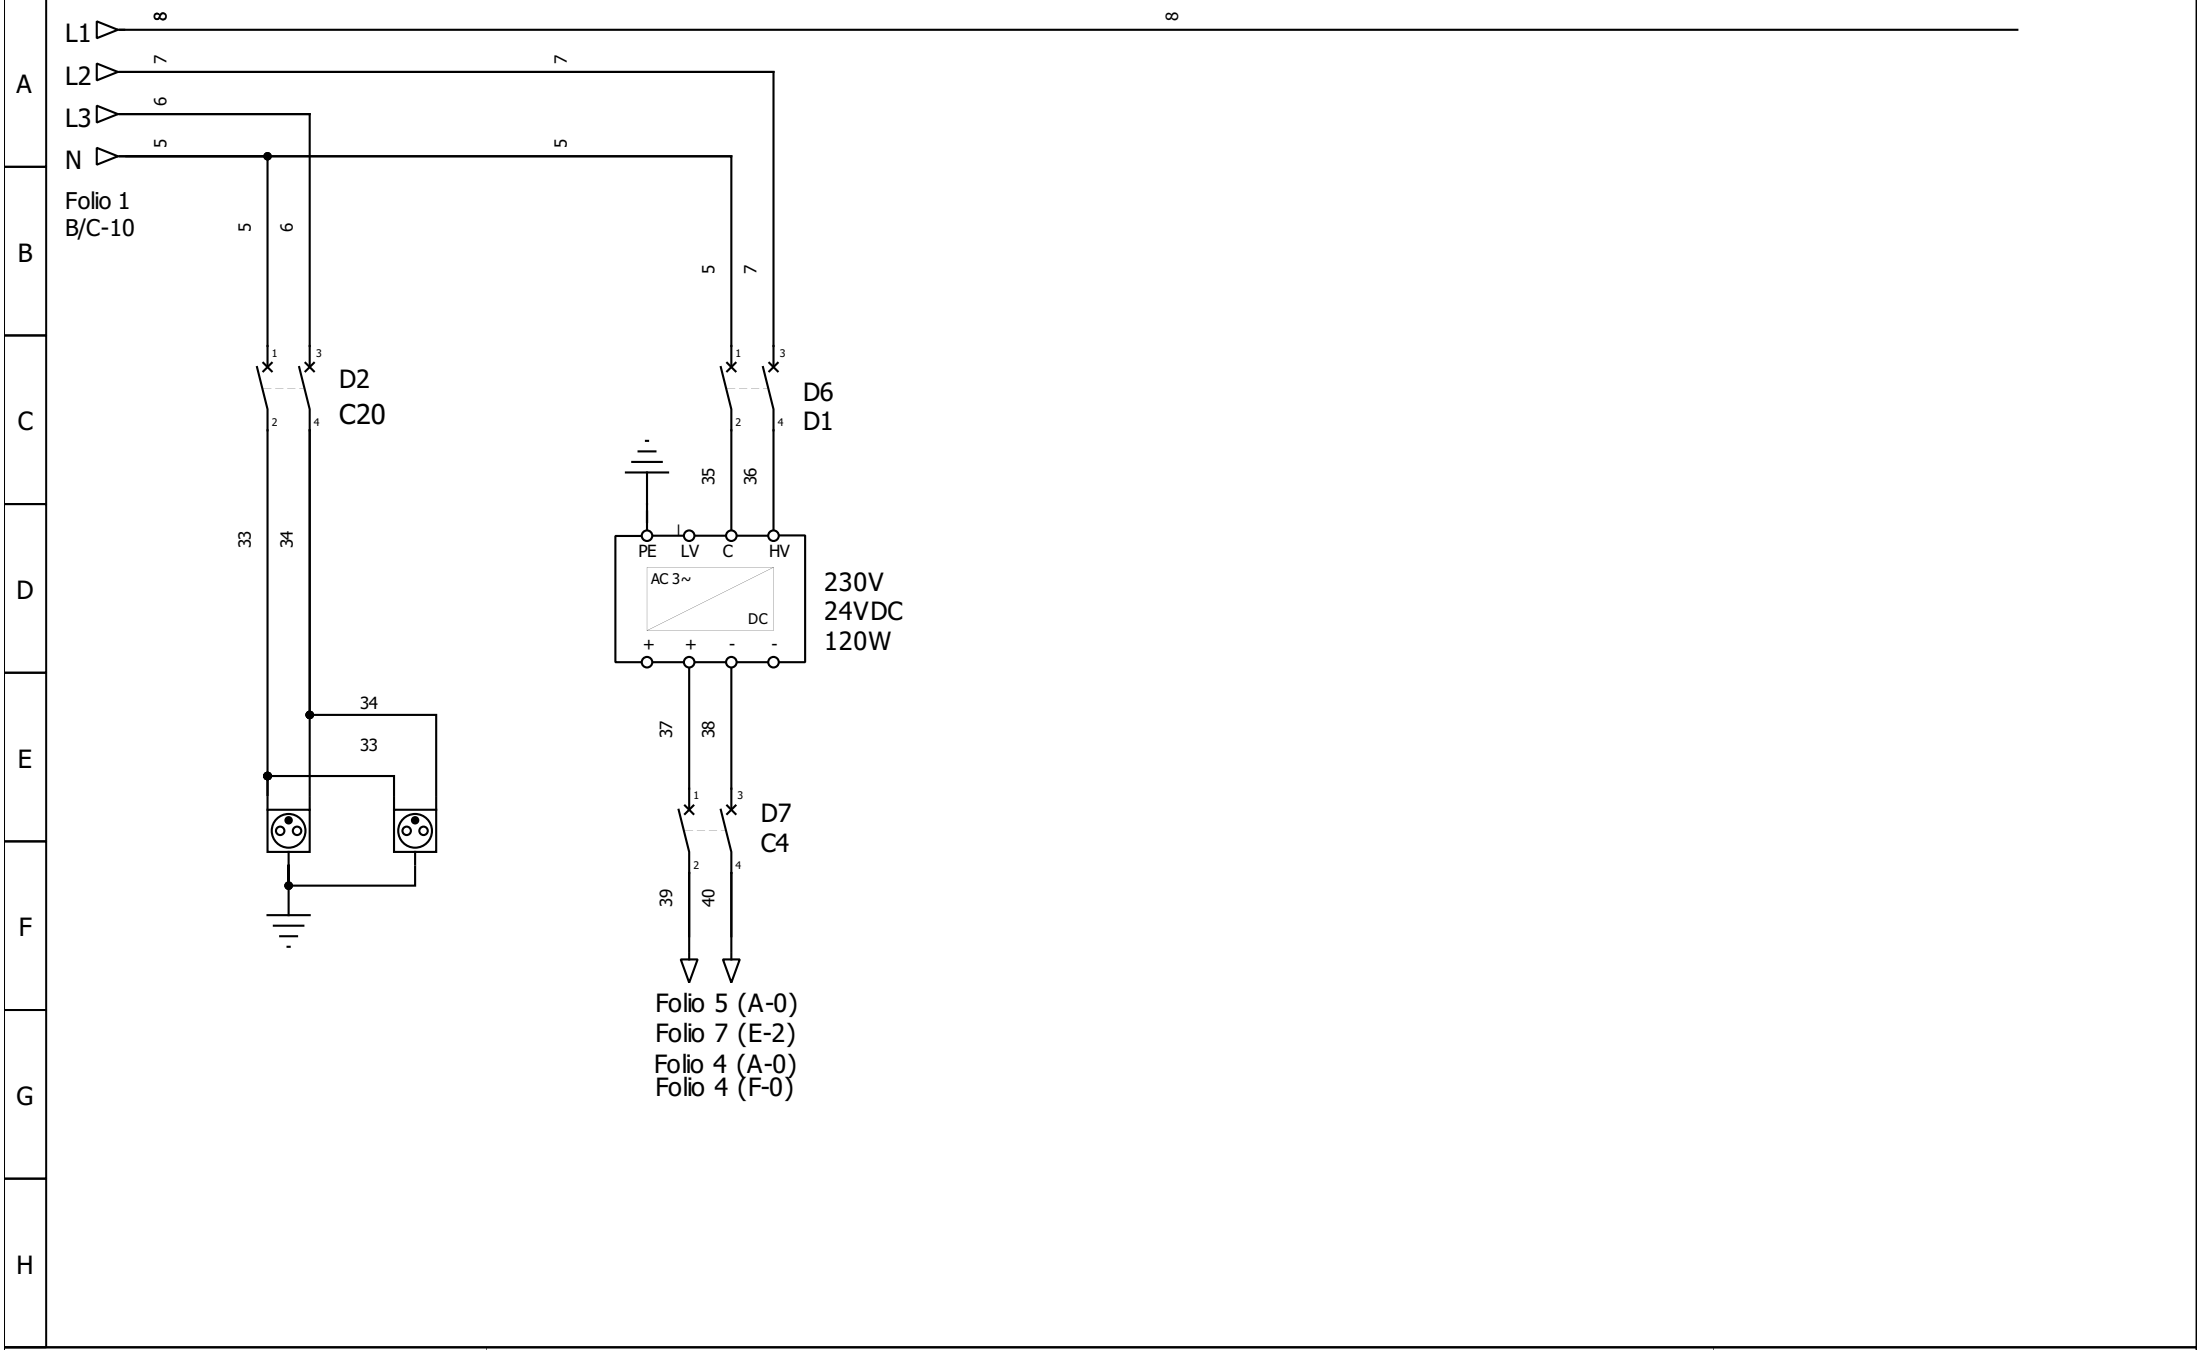 8
8
L1
7
7
L2
A
6
L3
5
5
N
Folio 1
B/C-10
5
6
B
5
7
1
3
1
3
D2
D6
C20
D1
C
2
4
2
4
35
36
33
34
PE
LV
C
HV
AC 3~
230V
D
24VDC
DC
120W
+
+
-
-
34
37
38
33
E
1
3
D7
C4
2
4
39
40
F
Folio 5 (A-0)
Folio 7 (E-2)
Folio 4 (A-0)
Folio 4 (F-0)
G
H